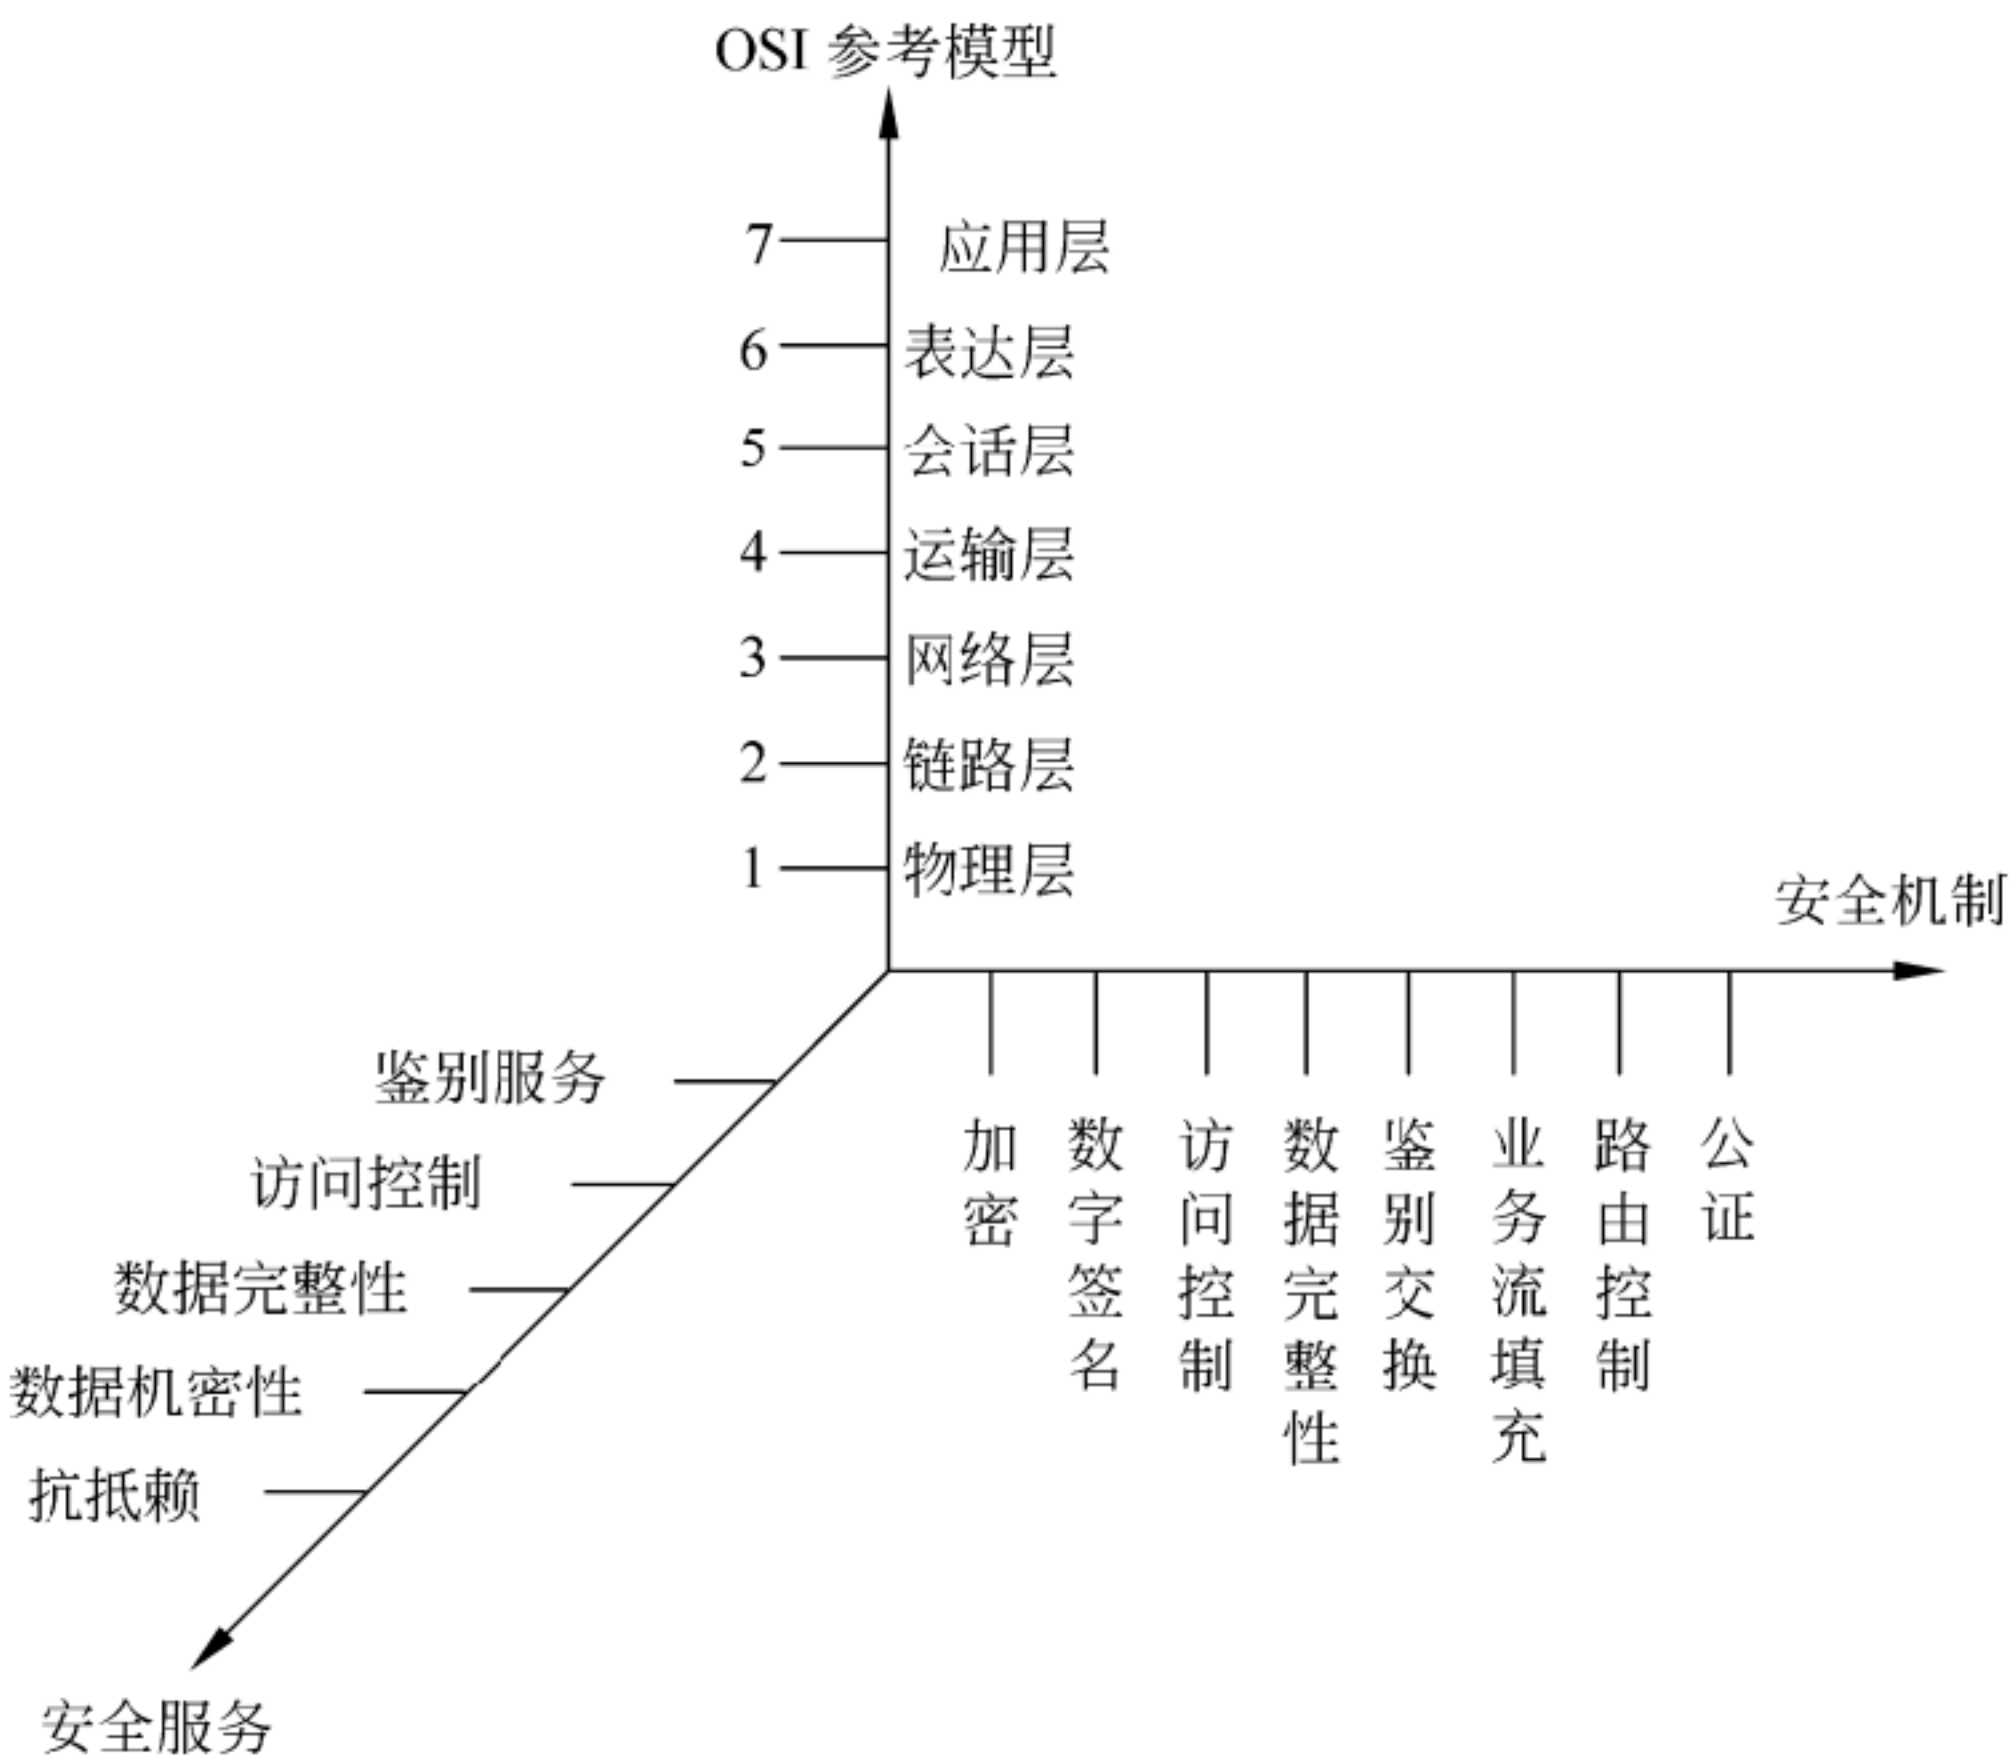 OSI 参考模型
7 应用层
6 表达层
5 会话层
4 运输层
3 网络层
2 链路层
1 物理层
安全机制
加密
数字签名
访问控制
数据完整性
鉴别交换
业务流填充
路由控制
公证
鉴别服务
访问控制
数据完整性
数据机密性
抗抵赖
安全服务